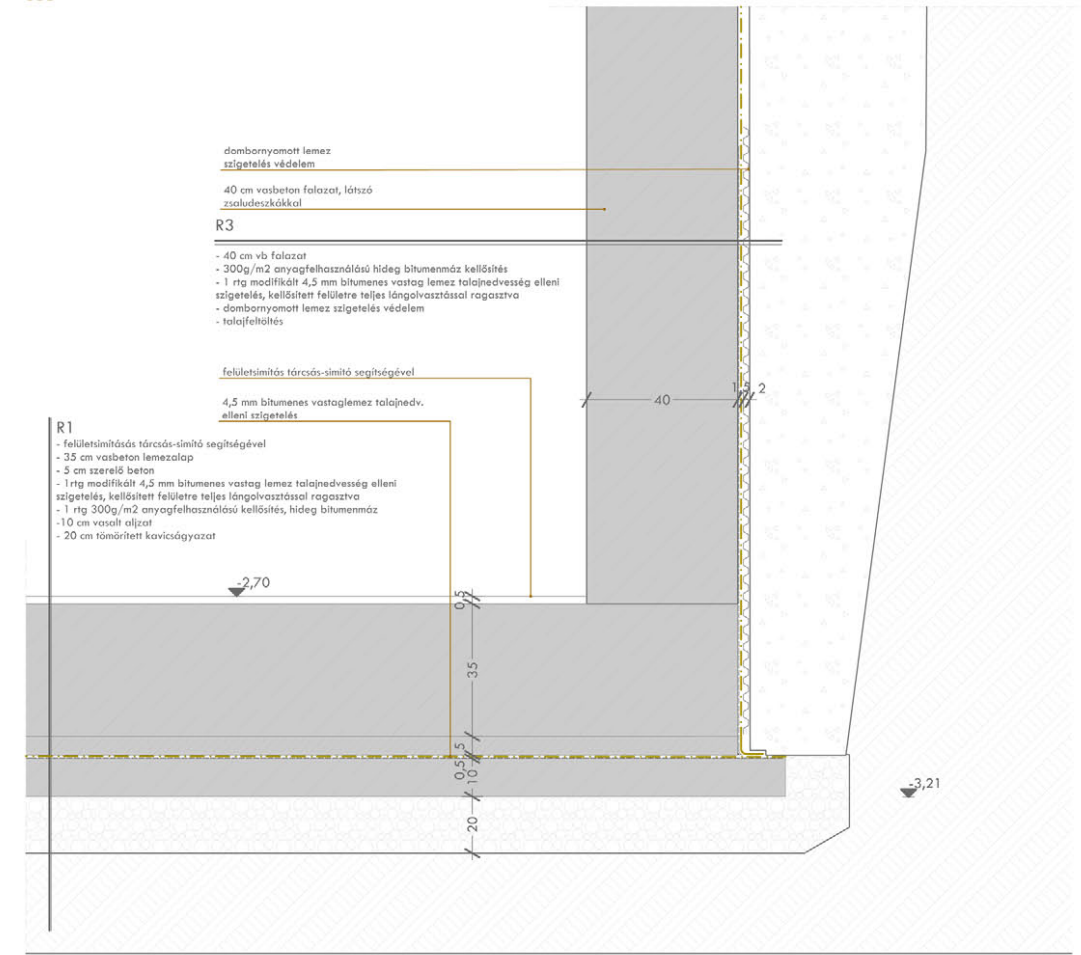 dombornyomott lemez
szigetelés védelem
40 cm vasbeton falazat, látszó
zsaludeszkákkal
R3
- 40 cm vb falazat
- 300g/m2 anyagfelhasználású hideg bitumenmáz kellősítés
- 1 rtg modifikált 4,5 mm bitumenes vastag lemez talajnedvesség elleni
szigetelés, kellősített felületre teljes lángolvasztással ragasztva
- dombornyomott lemez szigetelés védelem
- talajfeltöltés
felületsimítás tárcsás-simító segítségével
40
1,5
2
4,5 mm bitumenes vastaglemez talajnedv.
elleni szigetelés
R1
- felületsimításás tárcsás-simító segítségével
- 35 cm vasbeton lemezalap
- 5 cm szerelő beton
- 1rtg modifikált 4,5 mm bitumenes vastag lemez talajnedvesség elleni
szigetelés, kellősített felületre teljes lángolvasztással ragasztva
- 1 rtg 300g/m2 anyagfelhasználású kellősítés, hideg bitumenmáz
-10 cm vasalt aljzat
- 20 cm tömörített kavicságyazat
-2,70
0,5
35
5
0,5
10
20
-3,21